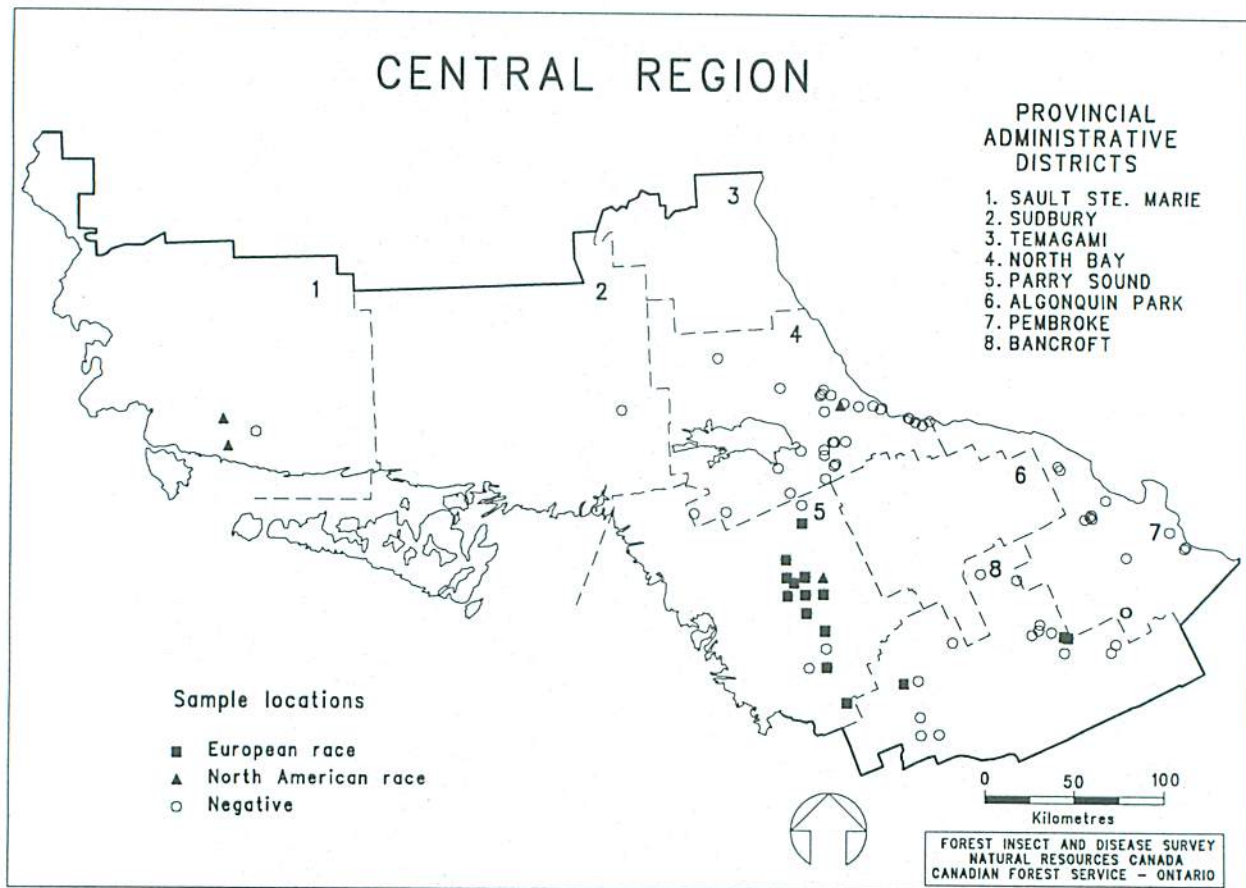 CENTRAL REGION
PROVINCIAL
ADMINISTRATIVE
DISTRICTS
1. SAULT STE. MARIE
2. SUDBURY
3. TEMAGAMI
4. NORTH BAY
5. PARRY SOUND
6. ALGONQUIN PARK
7. PEMBROKE
8. BANCROFT
3
1
2
4
6
5
7
8
Sample locations
European race
North American race
Negative
0 50 100
Kilometres
FOREST INSECT AND DISEASE SURVEY
NATURAL RESOURCES CANADA
CANADIAN FOREST SERVICE – ONTARIO